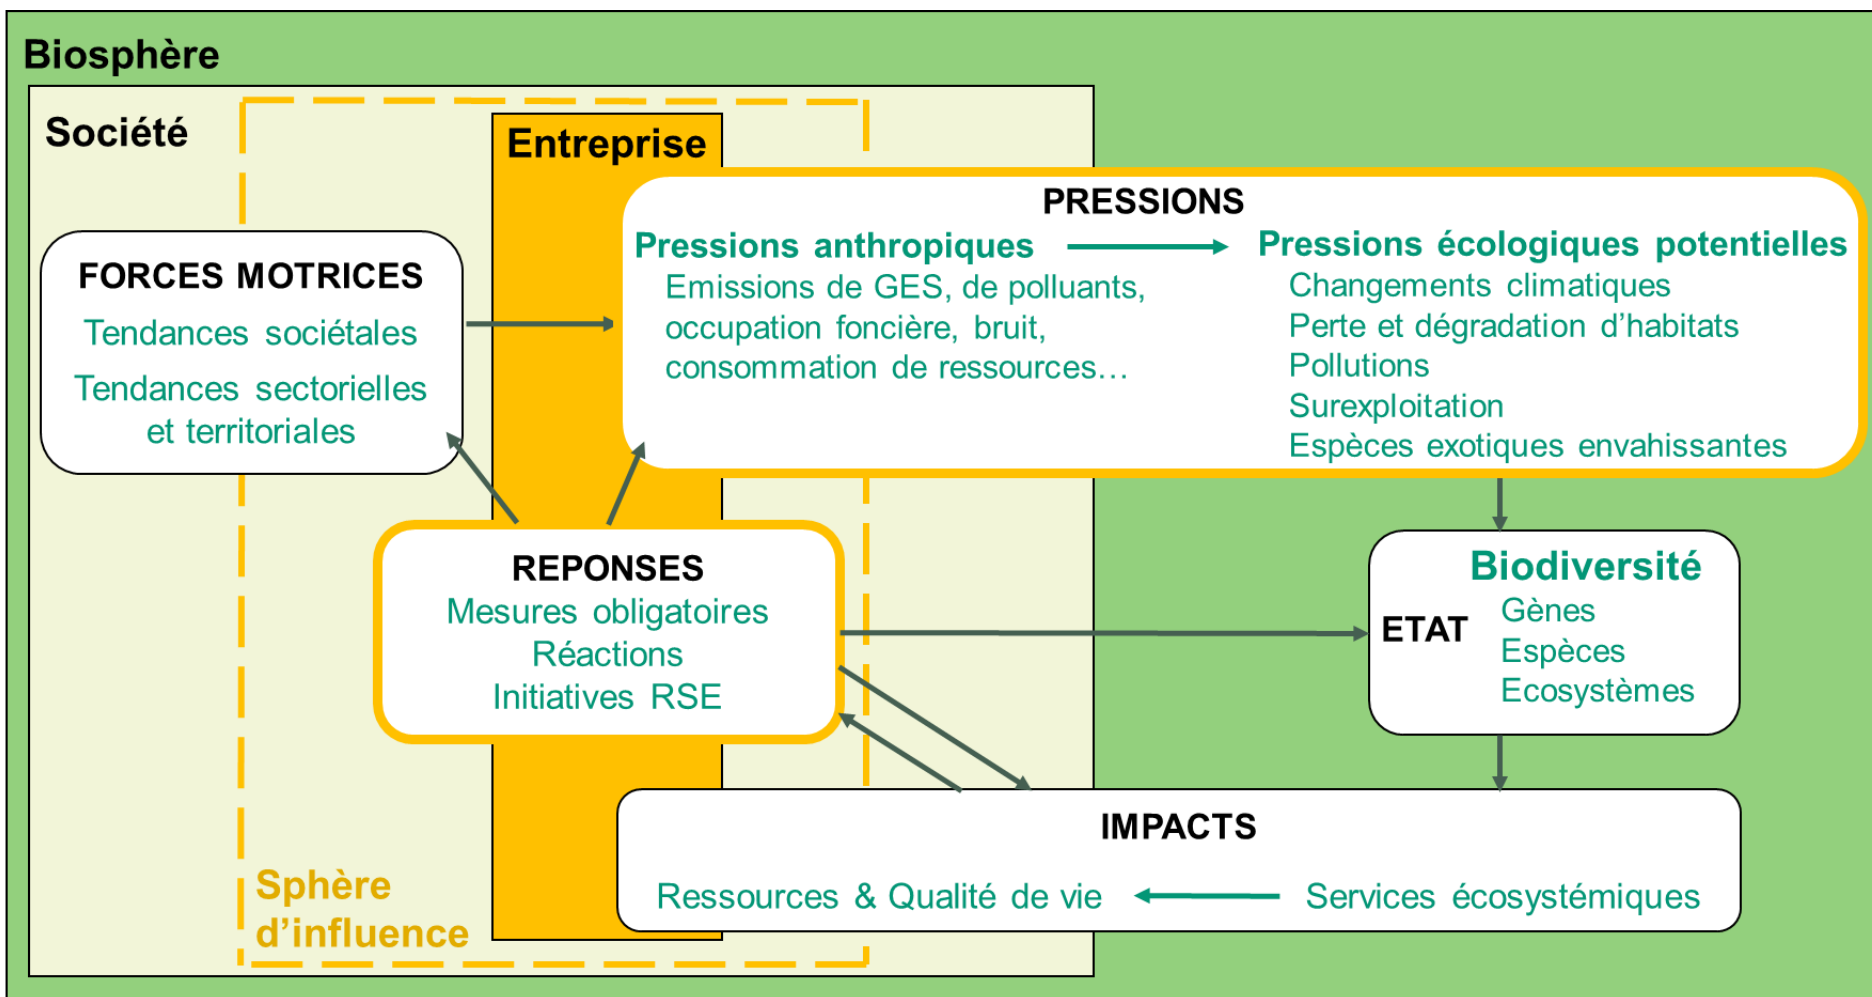 Biosphère
Société
Entreprise
PRESSIONS
Pressions anthropiques
Emissions de GES, de polluants,
occupation foncière, bruit,
consommation de ressources…
Pressions écologiques potentielles
Changements climatiques
Perte et dégradation d’habitats
Pollutions
Surexploitation
Espèces exotiques envahissantes
FORCES MOTRICES
Tendances sociétales
Tendances sectorielles
et territoriales
REPONSES
Mesures obligatoires
Réactions
Initiatives RSE
ETAT
Biodiversité
Gènes
Espèces
Ecosystèmes
IMPACTS
Ressources & Qualité de vie
Services écosystémiques
Sphère
d’influence